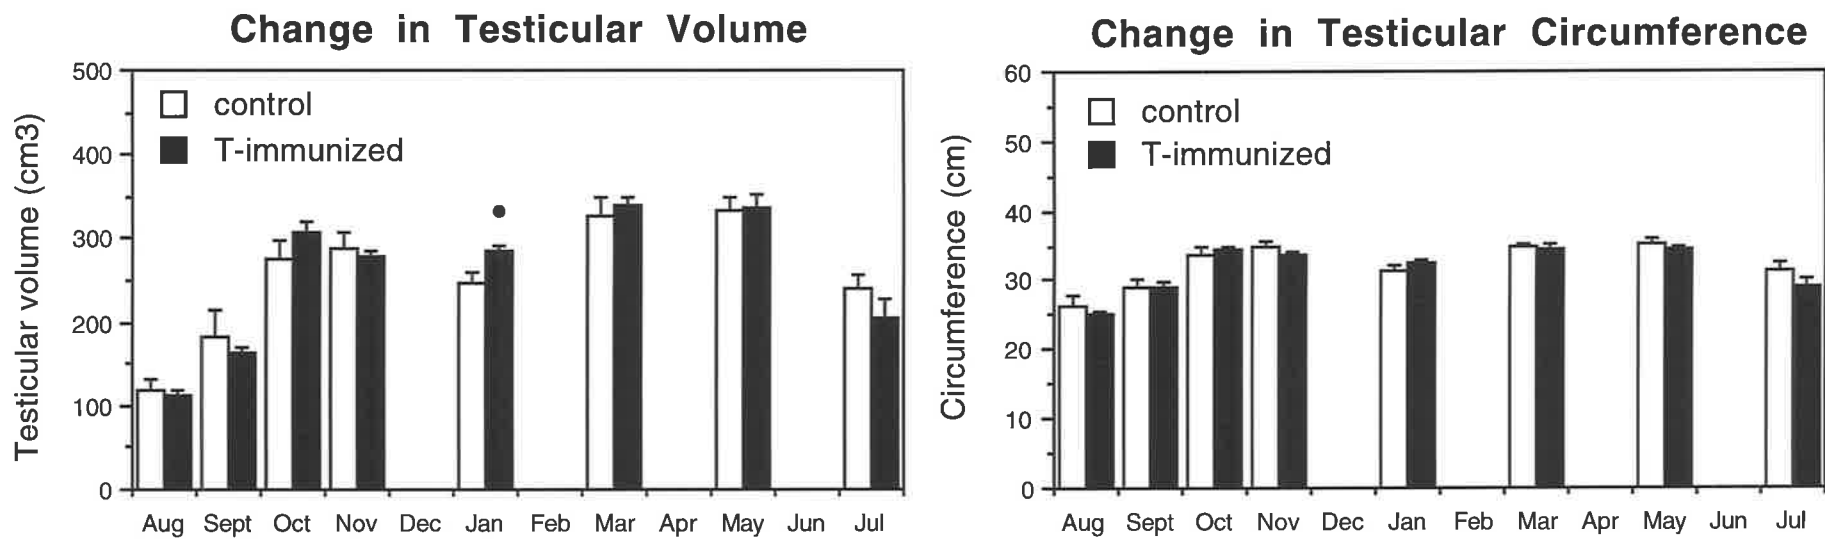 Change in Testicular Volume
Testicular volume (cm3)
500
400
300
200
100
0
control
T-immunized
Aug Sept Oct Nov Dec Jan Feb Mar Apr May Jun Jul
Change in Testicular Circumference
Circumference (cm)
60
50
40
30
20
10
0
control
T-immunized
Aug Sept Oct Nov Dec Jan Feb Mar Apr May Jun Jul